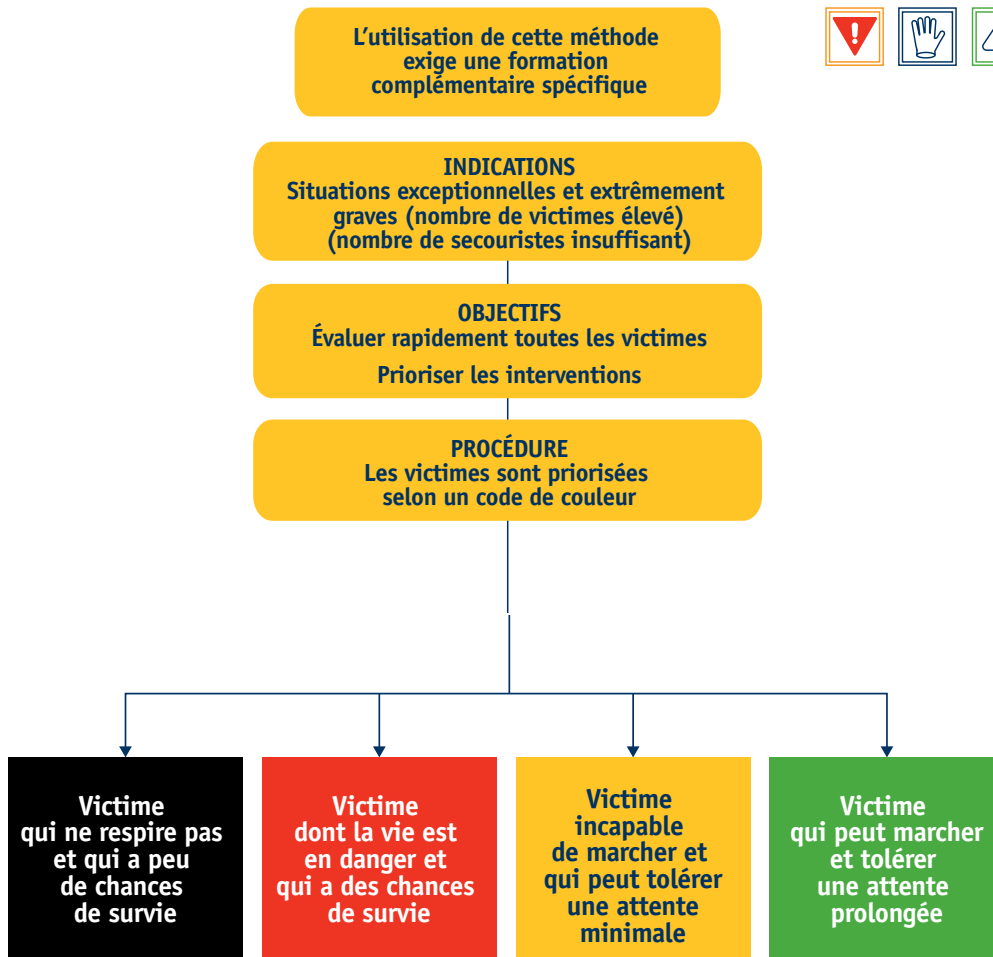 L'utilisation de cette méthode
exige une formation
complémentaire spécifique
INDICATIONS
Situations exceptionnelles et extrêmement
graves (nombre de victimes élevé)
(nombre de secouristes insuffisant)
OBJECTIFS
Évaluer rapidement toutes les victimes
Prioriser les interventions
PROCÉDURE
Les victimes sont priorisées
selon un code de couleur
Victime
qui ne respire pas
et qui a peu
de chances
de survie
Victime
dont la vie est
en danger et
qui a des chances
de survie
Victime
incapable
de marcher et
qui peut tolérer
une attente
minimale
Victime
qui peut marcher
et tolérer
une attente
prolongée